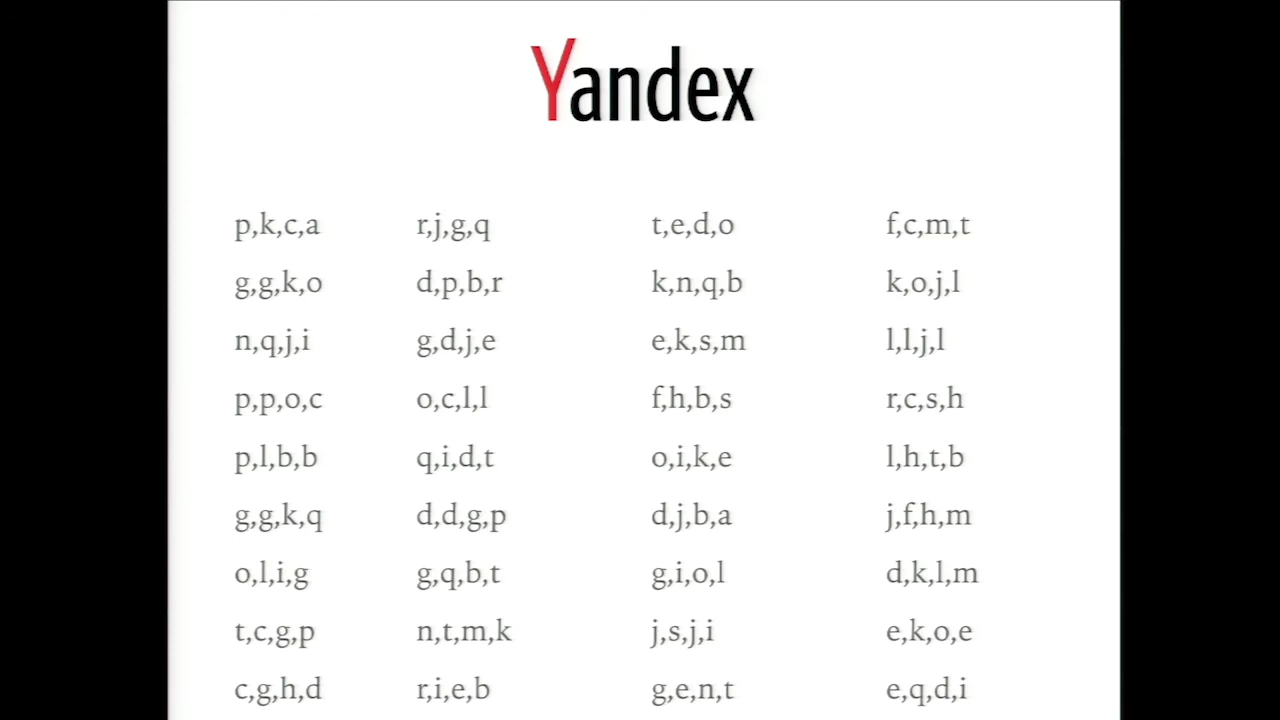 Yandex
p,k,c,a r,j,g,q t,e,d,o f,c,m,t
g,g,k,o d,p,b,r k,n,q,b k,o,j,l
n,q,j,i g,d,j,e e,k,s,m l,l,j,l
p,p,o,c o,c,l,l f,h,b,s r,c,s,h
p,l,b,b q,i,d,t o,i,k,e l,h,t,b
g,g,k,q d,d,g,p d,j,b,a j,f,h,m
o,l,i,g g,q,b,t g,i,o,l d,k,l,m
t,c,g,p n,t,m,k j,s,j,i e,k,o,e
c,g,h,d r,i,e,b g,e,n,t e,q,d,i